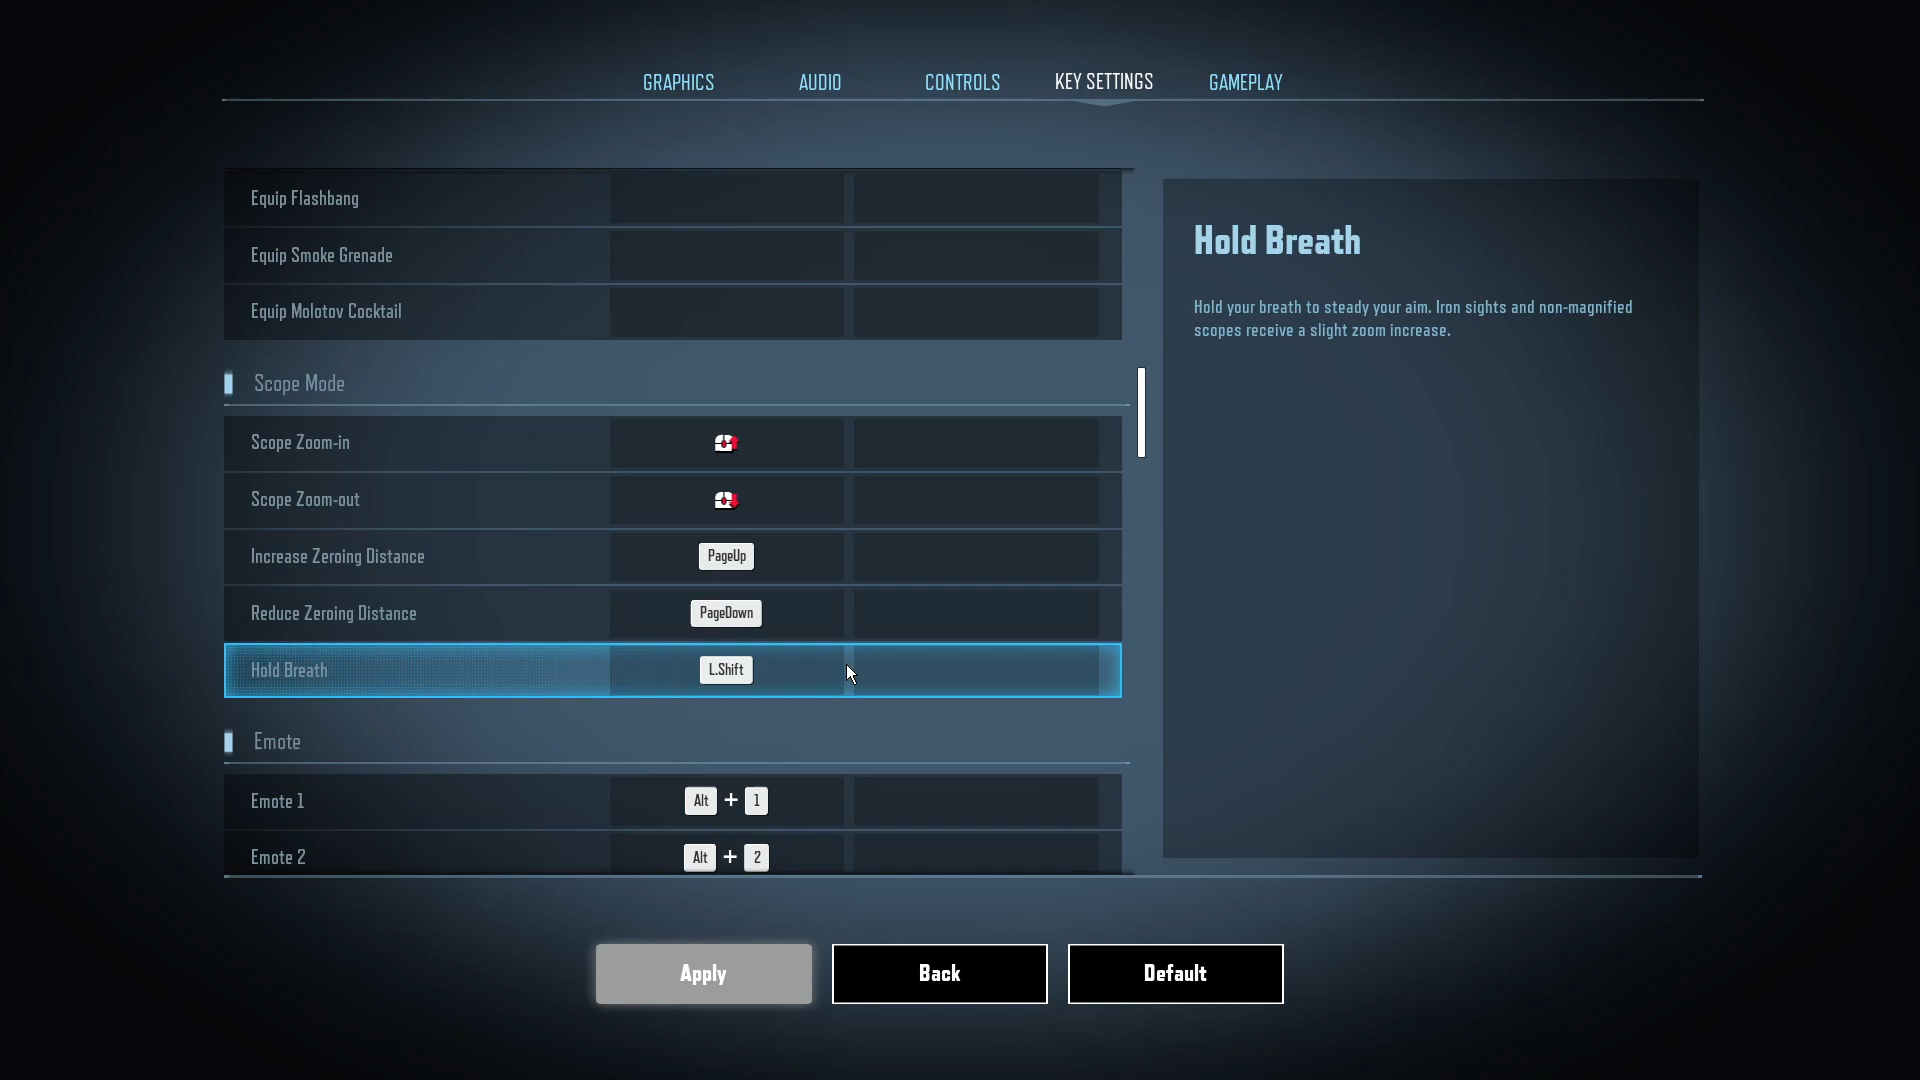 GRAPHICS AUDIO CONTROLS KEY SETTINGS GAMEPLAY
Equip Flashbang
Equip Smoke Grenade
Equip Molotov Cocktail
Scope Mode
Scope Zoom-in
Scope Zoom-out
Increase Zeroing Distance PageUp
Reduce Zeroing Distance PageDown
Hold Breath L.Shift
Emote
Emote 1 Alt + 1
Emote 2 Alt + 2
Hold Breath
Hold your breath to steady your aim. Iron sights and non-magnified
scopes receive a slight zoom increase.
Apply Back Default